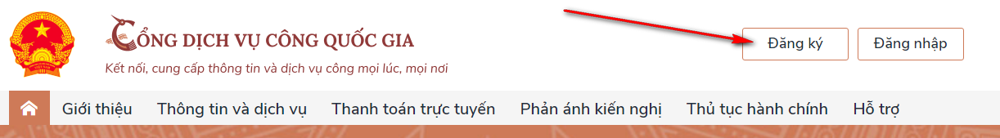 CỔNG DỊCH VỤ CÔNG QUỐC GIA
Kết nối, cung cấp thông tin và dịch vụ công mọi lúc, mọi nơi
Đăng ký
Đăng nhập
Giới thiệu
Thông tin và dịch vụ
Thanh toán trực tuyến
Phản ánh kiến nghị
Thủ tục hành chính
Hỗ trợ